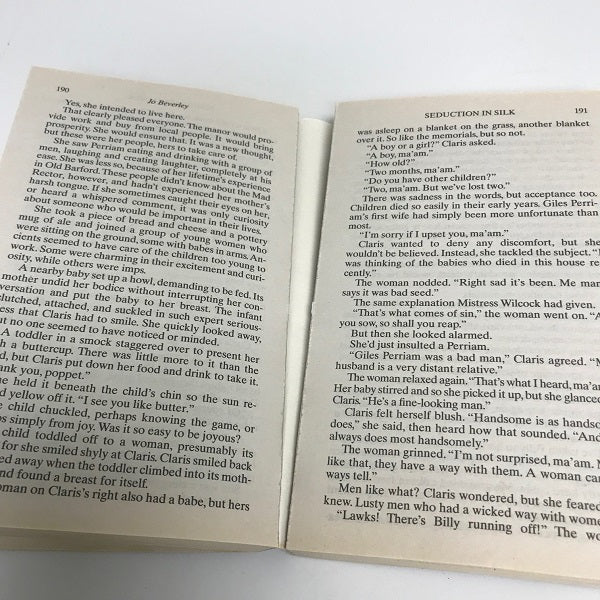 190
Jo Beverley
Yes, she intended to live here.
That clearly pleased everyone. The manor would pro-
vide work and buy from local people. It would bring
prosperity. She would ensure that. It was a new thought,
but these were her people, hers to take care of.
She saw Perriam eating and drinking with a group of
men, laughing and creating laughter, completely at his
ease. She was less so, because of her lifetime's experience
in Old Barford. These people didn't know about the Mad
Rector, however, and hadn't experienced her mother's
harsh tongue. If she sometimes caught their eyes on her,
or heard a whispered comment, it was only curiosity
about someone who would be important in their lives.
She took a piece of bread and cheese and a pottery
mug of ale and joined a group of young women who
were sitting on the ground, some with babes in arms. An-
cients seemed to have care of the children too young to
work. Some were charming in their excitement and curi-
osity, while others were imps.
A nearby baby set up a howl, demanding to be fed. Its
mother undid her bodice without interrupting her con-
versation and put the baby to her breast. The infant
clutched, attached, and suckled in such expert serious-
ess that Claris had to smile. She quickly looked away,
ut no one seemed to have noticed or minded.
A toddler in a smock staggered over to present her
h a buttercup. There was little more to it than the
d, but Claris put down her food and drink to take it.
ank you, poppet."
he held it beneath the child's chin so the sun re-
d yellow off it. "I see you like butter."
e child chuckled, perhaps knowing the game, or
ps simply from joy. Was it so easy to be joyous?
child toddled off to a woman, presumably its
for she smiled shyly at Claris. Claris smiled back
ed away when the toddler climbed into its moth-
and found a breast for itself.
oman on Claris's right also had a babe, but hers
SEDUCTION IN SILK
191
was asleep on a blanket on the grass, another blanket
over it. So like the memorials, but so not.
"A boy or a girl?" Claris asked.
"A boy, ma'am."
"How old?"
"Two months, ma'am."
"Do you have other children?"
"Two, ma'am. But we've lost two."
There was sadness in the words, but acceptance too.
Children died so easily in their early years. Giles Perri-
am's first wife had simply been more unfortunate than
most.
"I'm sorry if I upset you, ma'am."
Claris wanted to deny any discomfort, but she
wouldn't be believed. Instead, she tackled the subject. "I
was thinking of the babies who died in this house re-
cently."
The woman nodded. "Right sad it's been. Me man
says it was bad seed."
The same explanation Mistress Wilcock had given.
"That's what comes of sin," the woman went on. "A
you sow, so shall you reap."
But then she looked alarmed.
She'd just insulted a Perriam.
"Giles Perriam was a bad man," Claris agreed. "M
husband is a very distant relative."
The woman relaxed again. "That's what I heard, ma'a
Her baby stirred and so she picked it up, but she glanced
Claris. "He's a fine-looking man."
Claris felt herself blush. "Handsome is as handso
does," she said, then heard how that sounded. "And
always does most handsomely."
The woman grinned. "I'm not surprised, ma'am. M
like that, they have a way with them. A woman can
ways tell."
Men like what? Claris wondered, but she feared
knew. Lusty men who had a wicked way with wome
"Lawks! There's Billy running off!" The wo